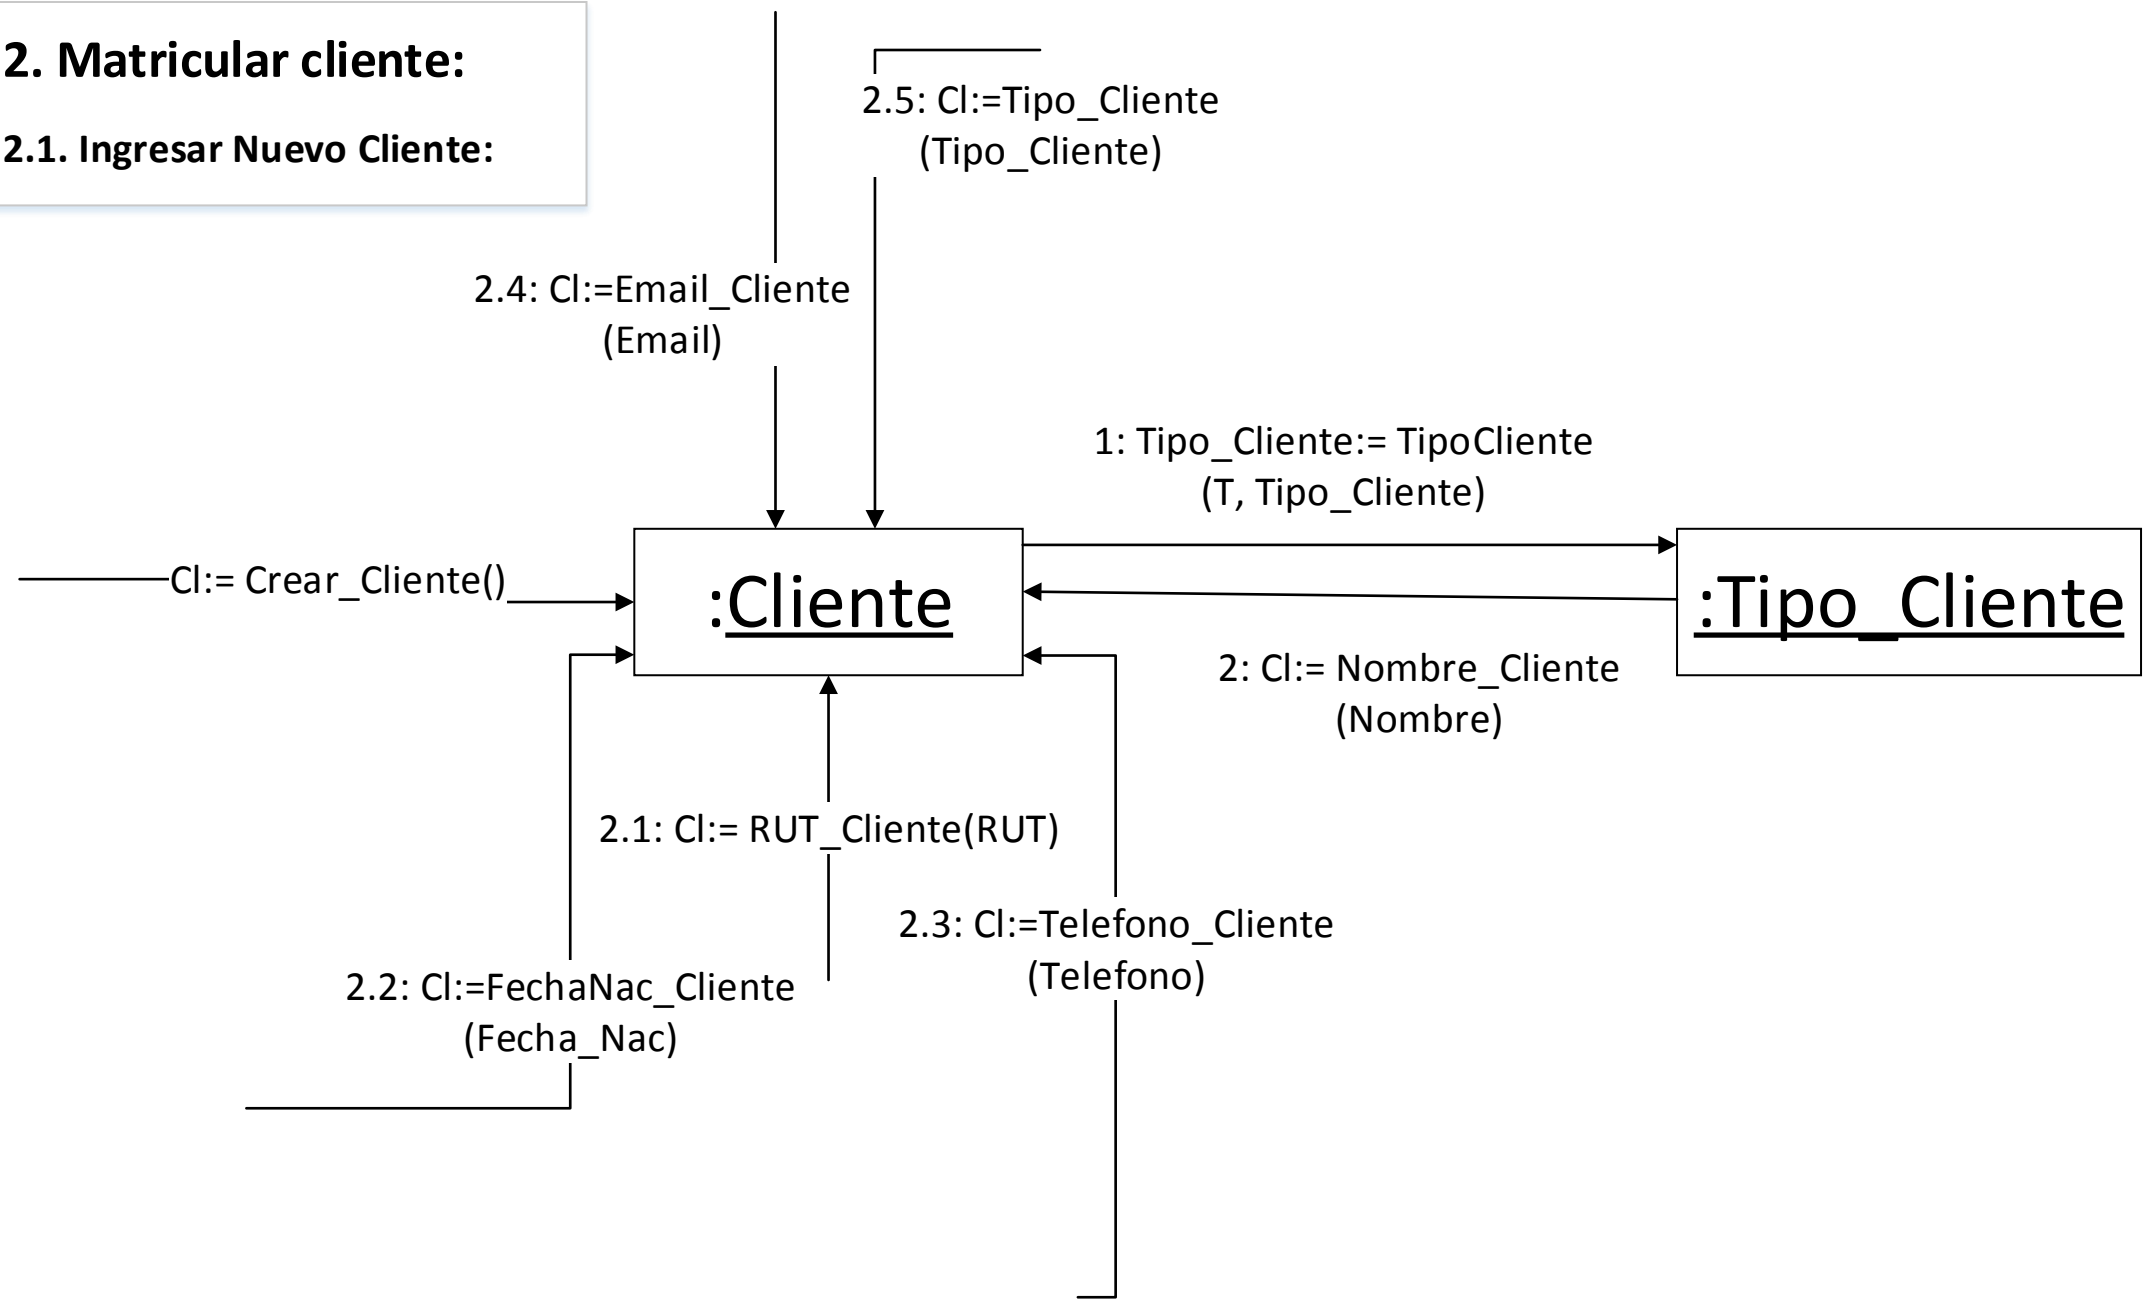 2. Matricular cliente:
2.1. Ingresar Nuevo Cliente:
2.5: Cl:=Tipo_Cliente
(Tipo_Cliente)
2.4: Cl:=Email_Cliente
(Email)
1: Tipo_Cliente:= TipoCliente
(T, Tipo_Cliente)
Cl:= Crear_Cliente()
:Cliente
:Tipo_Cliente
2: Cl:= Nombre_Cliente
(Nombre)
2.1: Cl:= RUT_Cliente(RUT)
2.3: Cl:=Telefono_Cliente
(Telefono)
2.2: Cl:=FechaNac_Cliente
(Fecha_Nac)